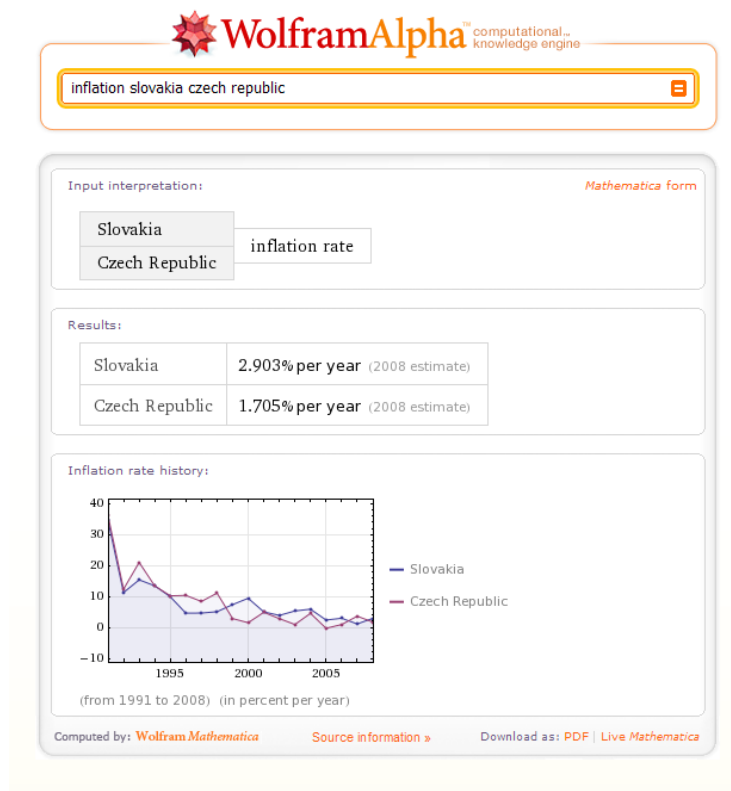 WolframAlpha™ computational..
knowledge engine
inflation slovakia czech republic
Input interpretation:
Mathematica form
Slovakia
Czech Republic
inflation rate
Results:
Slovakia 2.903% per year (2008 estimate)
Czech Republic 1.705% per year (2008 estimate)
Inflation rate history:
40
30
20
10
0
−10
1995 2000 2005
Slovakia
Czech Republic
(from 1991 to 2008) (in percent per year)
Computed by: Wolfram Mathematica Source information » Download as: PDF | Live Mathematica